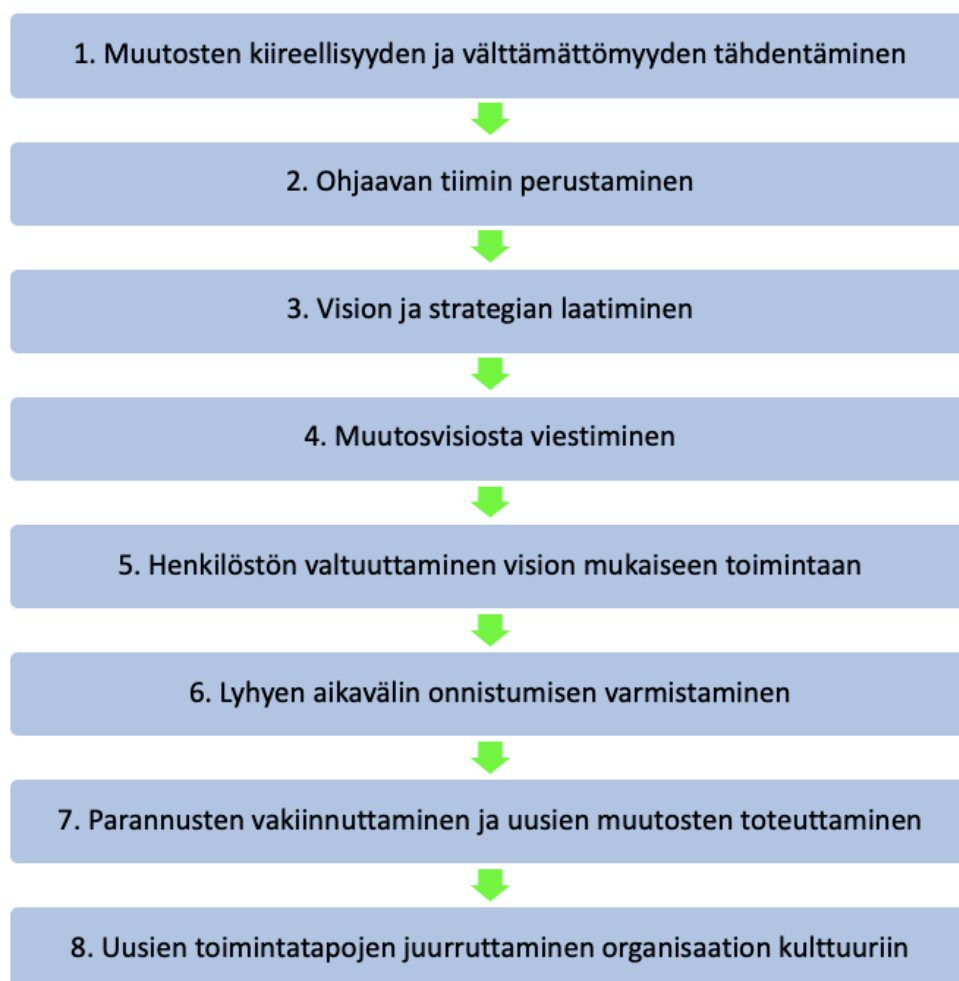 1. Muutosten kiireellisyyden ja välttämättömyyden tähdentäminen
2. Ohjaavan tiimin perustaminen
3. Vision ja strategian laatiminen
4. Muutosvisiosta viestiminen
5. Henkilöstön valtuuttaminen vision mukaiseen toimintaan
6. Lyhyen aikavälin onnistumisen varmistaminen
7. Parannusten vakiinnuttaminen ja uusien muutosten toteuttaminen
8. Uusien toimintatapojen juurruttaminen organisaation kulttuuriin